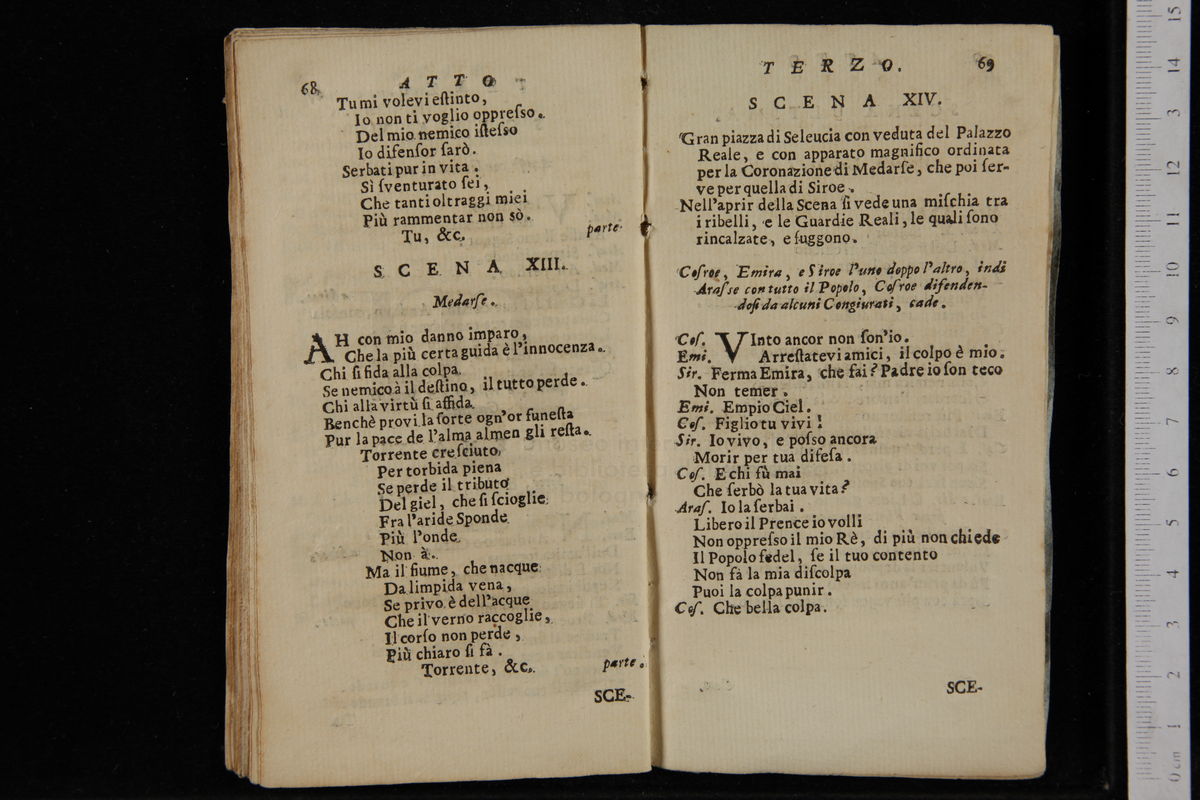 68 ATTO
Tu mi volevi eſtinto,
Io non ti voglio oppreſso.
Del mio nemico iſteſso
Io difenſor ſarò.
Serbati pur in vita.
Sì ſventurato ſei,
Che tanti oltraggi miei
Più rammentar non sò.
Tu, &c. parte.
SCENA XIII.
Medarſe.
AH con mio danno imparo,
Che la più certa guida è l'innocenza.
Chi ſi fida alla colpa,
Se nemico à il deſtino, il tutto perde.
Chi alla virtù ſi affida,
Benchè provi la ſorte ogn'or funeſta
Pur la pace de l'alma almen gli reſta.
Torrente creſciuto,
Per torbida piena
Se perde il tributo
Del giel, che ſi ſcioglie
Fra l'aride Sponde
Più l'onde
Non à.
Ma il fiume, che nacque
Da limpida vena,
Se privo è dell'acque
Che il verno raccoglie,
Il corſo non perde,
Più chiaro ſi fà.
Torrente, &c. parte.
SCE-
TERZO. 69
SCENA XIV.
Gran piazza di Seleucia con veduta del Palazzo
Reale, e con apparato magnifico ordinata
per la Coronazione di Medarſe, che poi ſer-
ve per quella di Siroe.
Nell'aprir della Scena ſi vede una miſchia tra
i ribelli, e le Guardie Reali, le quali ſono
rincalzate, e fuggono.
Coſroe, Emira, e Siroe l'uno doppo l'altro, indi
Araſse con tutto il Popolo, Coſroe difenden-
doſi da alcuni Congiurati, cade.
Coſ. VInto ancor non ſon'io.
Emi. Arreſtatevi amici, il colpo è mio.
Sir. Ferma Emira, che fai? Padre io ſon teco
Non temer.
Emi. Empio Ciel.
Coſ. Figlio tu vivi!
Sir. Io vivo, e poſso ancora
Morir per tua difeſa.
Coſ. E chi fù mai
Che ſerbò la tua vita?
Araſ. Io la ſerbai.
Libero il Prence io volli
Non oppreſso il mio Rè, di più non chiede
Il Popolo fedel, ſe il tuo contento
Non fà la mia diſcolpa
Puoi la colpa punir.
Coſ. Che bella colpa.
SCE-